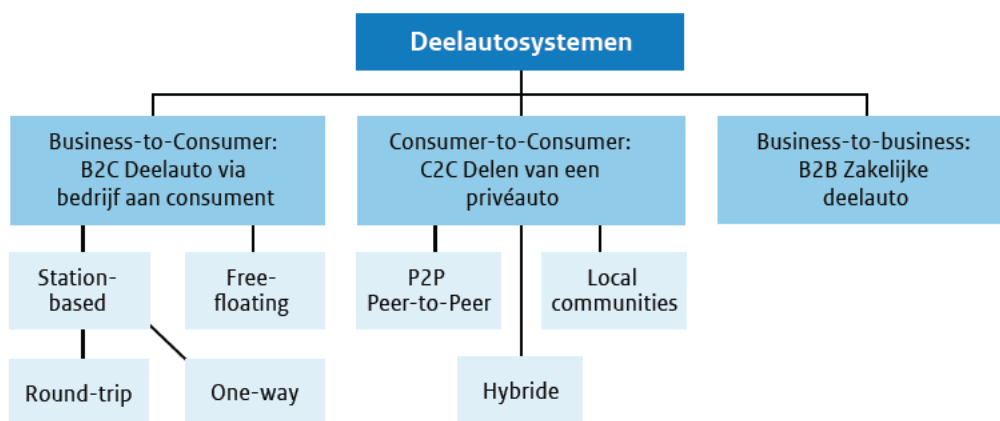 Deelautosystemen
Business-to-Consumer:
B2C Deelauto via
bedrijf aan consument
Consumer-to-Consumer:
C2C Delen van een
privéauto
Business-to-business:
B2B Zakelijke
deelauto
Station-
based
Free-
floating
P2P
Peer-to-Peer
Local
communities
Round-trip
One-way
Hybride